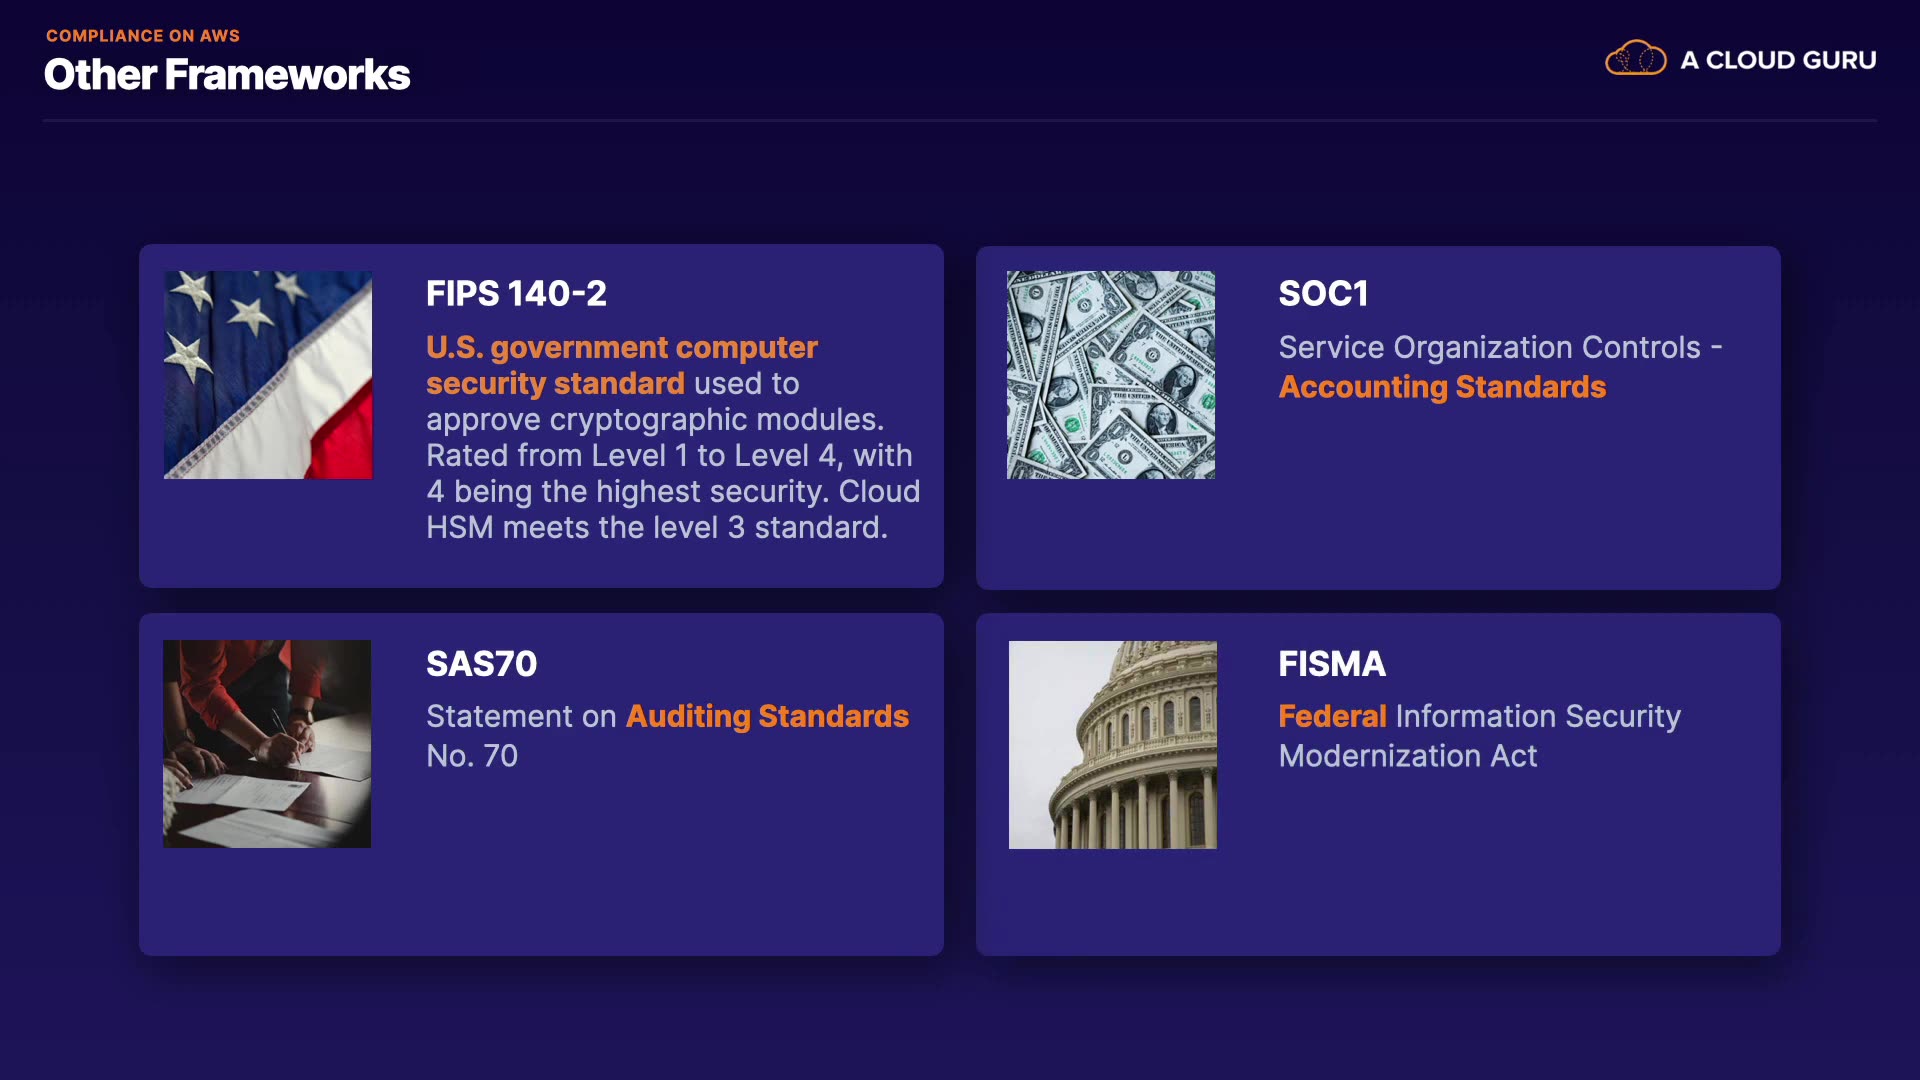 COMPLIANCE ON AWS
Other Frameworks
A CLOUD GURU
FIPS 140-2
U.S. government computer
security standard used to
approve cryptographic modules.
Rated from Level 1 to Level 4, with
4 being the highest security. Cloud
HSM meets the level 3 standard.
SOC1
Service Organization Controls -
Accounting Standards
SAS70
Statement on Auditing Standards
No. 70
FISMA
Federal Information Security
Modernization Act